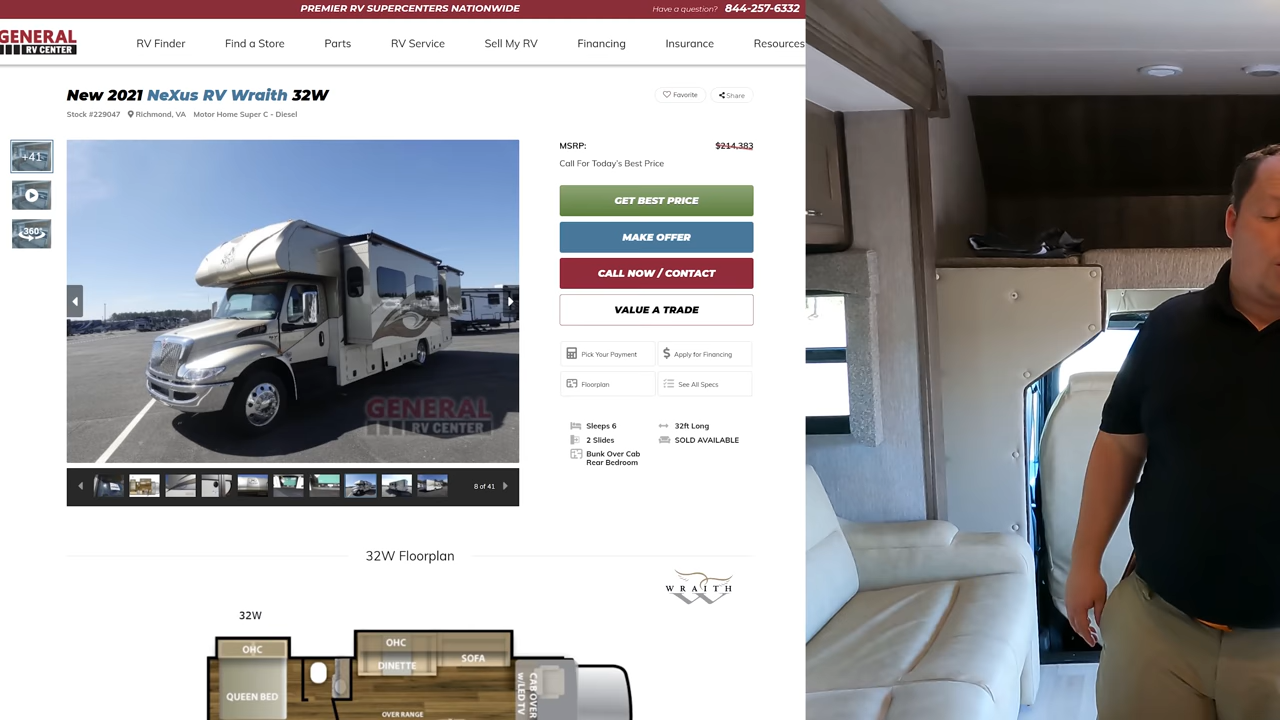 PREMIER RV SUPERCENTERS NATIONWIDE
Have a question? 844-257-6332
GENERAL
RV CENTER
RV Finder
Find a Store
Parts
RV Service
Sell My RV
Financing
Insurance
Resources
New 2021 NeXus RV Wraith 32W
Favorite
Share
Stock #229047 Richmond, VA Motor Home Super C - Diesel
+41
360°
MSRP: $214,383
Call For Today's Best Price
GET BEST PRICE
MAKE OFFER
CALL NOW / CONTACT
VALUE A TRADE
Pick Your Payment
Apply for Financing
Floorplan
See All Specs
Sleeps 6
32ft Long
2 Slides
SOLD AVAILABLE
Bunk Over Cab
Rear Bedroom
GENERAL
RV CENTER
8 of 41
32W Floorplan
WRAITH
32W
OHC
OHC
DINETTE
SOFA
QUEEN BED
CAB OVER
W/LED TV
OVER RANGE